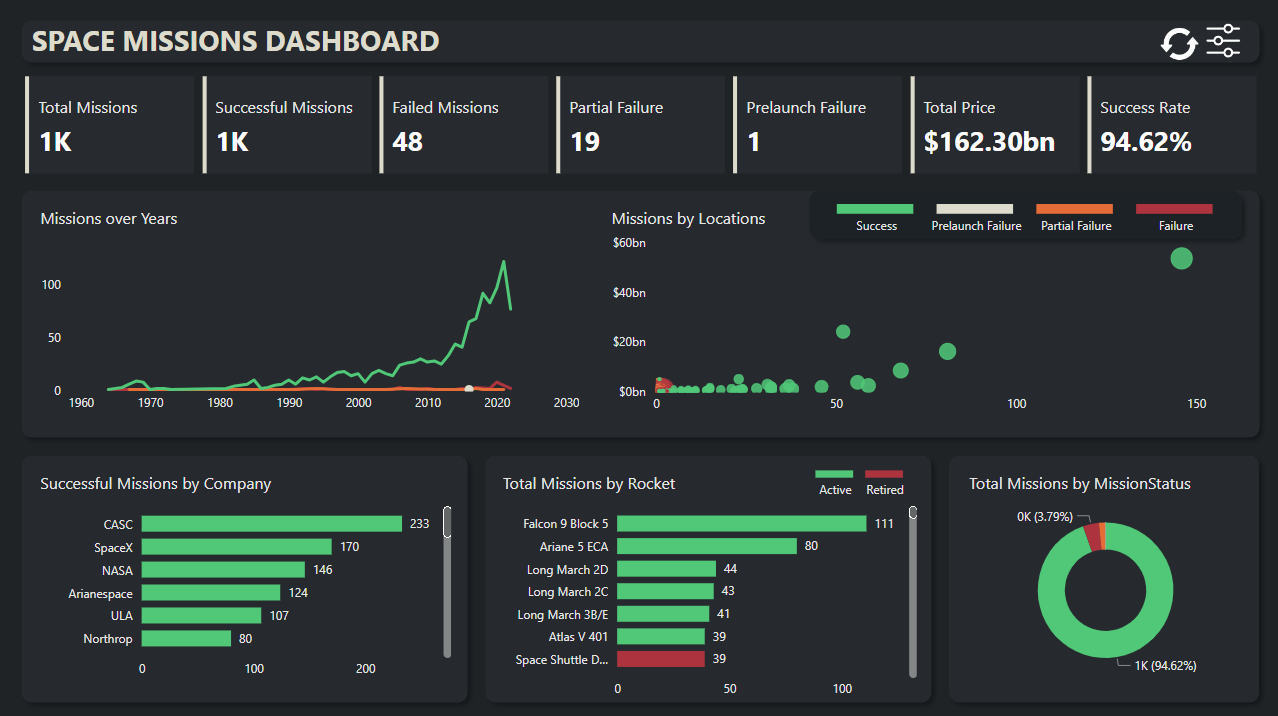 SPACE MISSIONS DASHBOARD
Total Missions
1K
Successful Missions
1K
Failed Missions
48
Partial Failure
19
Prelaunch Failure
1
Total Price
$162.30bn
Success Rate
94.62%
Missions over Years
100
50
0
1960 1970 1980 1990 2000 2010 2020 2030
Missions by Locations
Success Prelaunch Failure Partial Failure Failure
$60bn
$40bn
$20bn
$0bn
0 50 100 150
Successful Missions by Company
CASC 233
SpaceX 170
NASA 146
Arianespace 124
ULA 107
Northrop 80
0 100 200
Total Missions by Rocket
Active Retired
Falcon 9 Block 5 111
Ariane 5 ECA 80
Long March 2D 44
Long March 2C 43
Long March 3B/E 41
Atlas V 401 39
Space Shuttle D... 39
0 50 100
Total Missions by MissionStatus
0K (3.79%)
1K (94.62%)